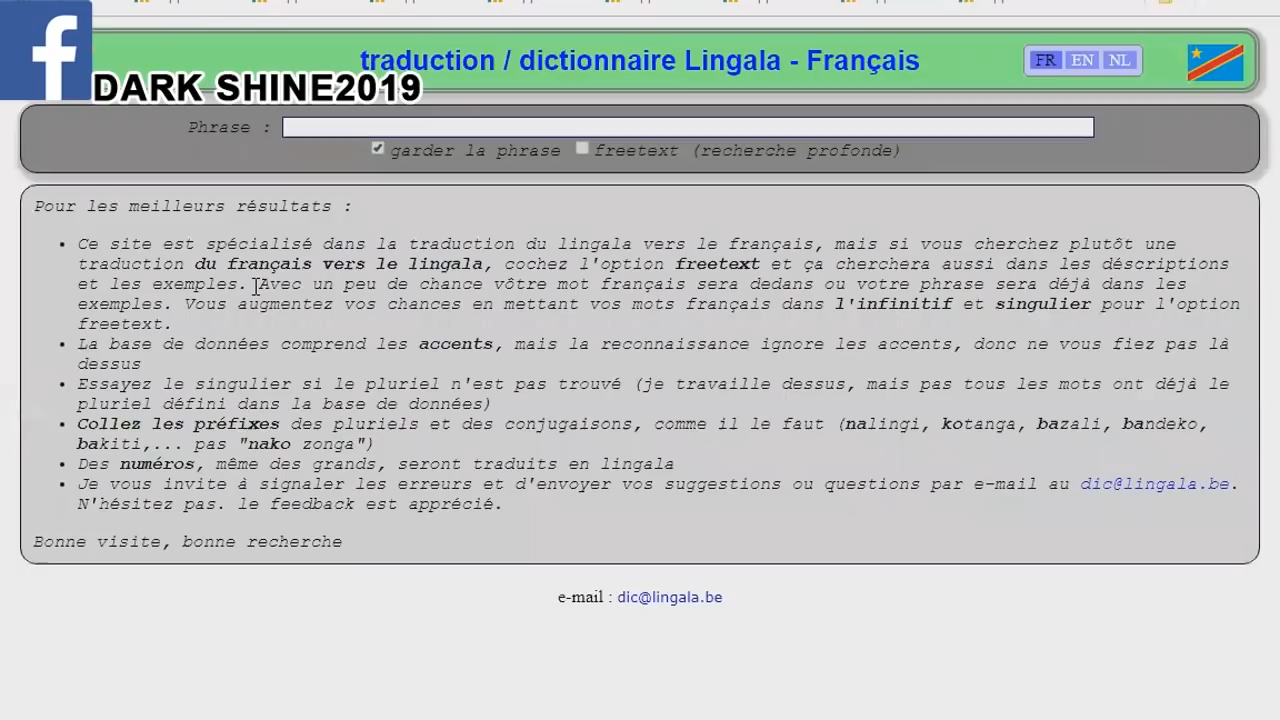 f
DARK SHINE2019
traduction / dictionnaire Lingala - Français
FR EN NL
Phrase :
garder la phrase freetext (recherche profonde)
Pour les meilleurs résultats :
• Ce site est spécialisé dans la traduction du lingala vers le français, mais si vous cherchez plutôt une
traduction du français vers le lingala, cochez l'option freetext et ça cherchera aussi dans les déscriptions
et les exemples. Avec un peu de chance vôtre mot français sera dedans ou votre phrase sera déjà dans les
exemples. Vous augmentez vos chances en mettant vos mots français dans l'infinitif et singulier pour l'option
freetext.
• La base de données comprend les accents, mais la reconnaissance ignore les accents, donc ne vous fiez pas là
dessus
• Essayez le singulier si le pluriel n'est pas trouvé (je travaille dessus, mais pas tous les mots ont déjà le
pluriel défini dans la base de données)
• Collez les préfixes des pluriels et des conjugaisons, comme il le faut (nalingi, kotanga, bazali, bandeko,
bakiti,... pas "nako zonga")
• Des numéros, même des grands, seront traduits en lingala
• Je vous invite à signaler les erreurs et d'envoyer vos suggestions ou questions par e-mail au dic@lingala.be.
N'hésitez pas. le feedback est apprécié.
Bonne visite, bonne recherche
e-mail : dic@lingala.be